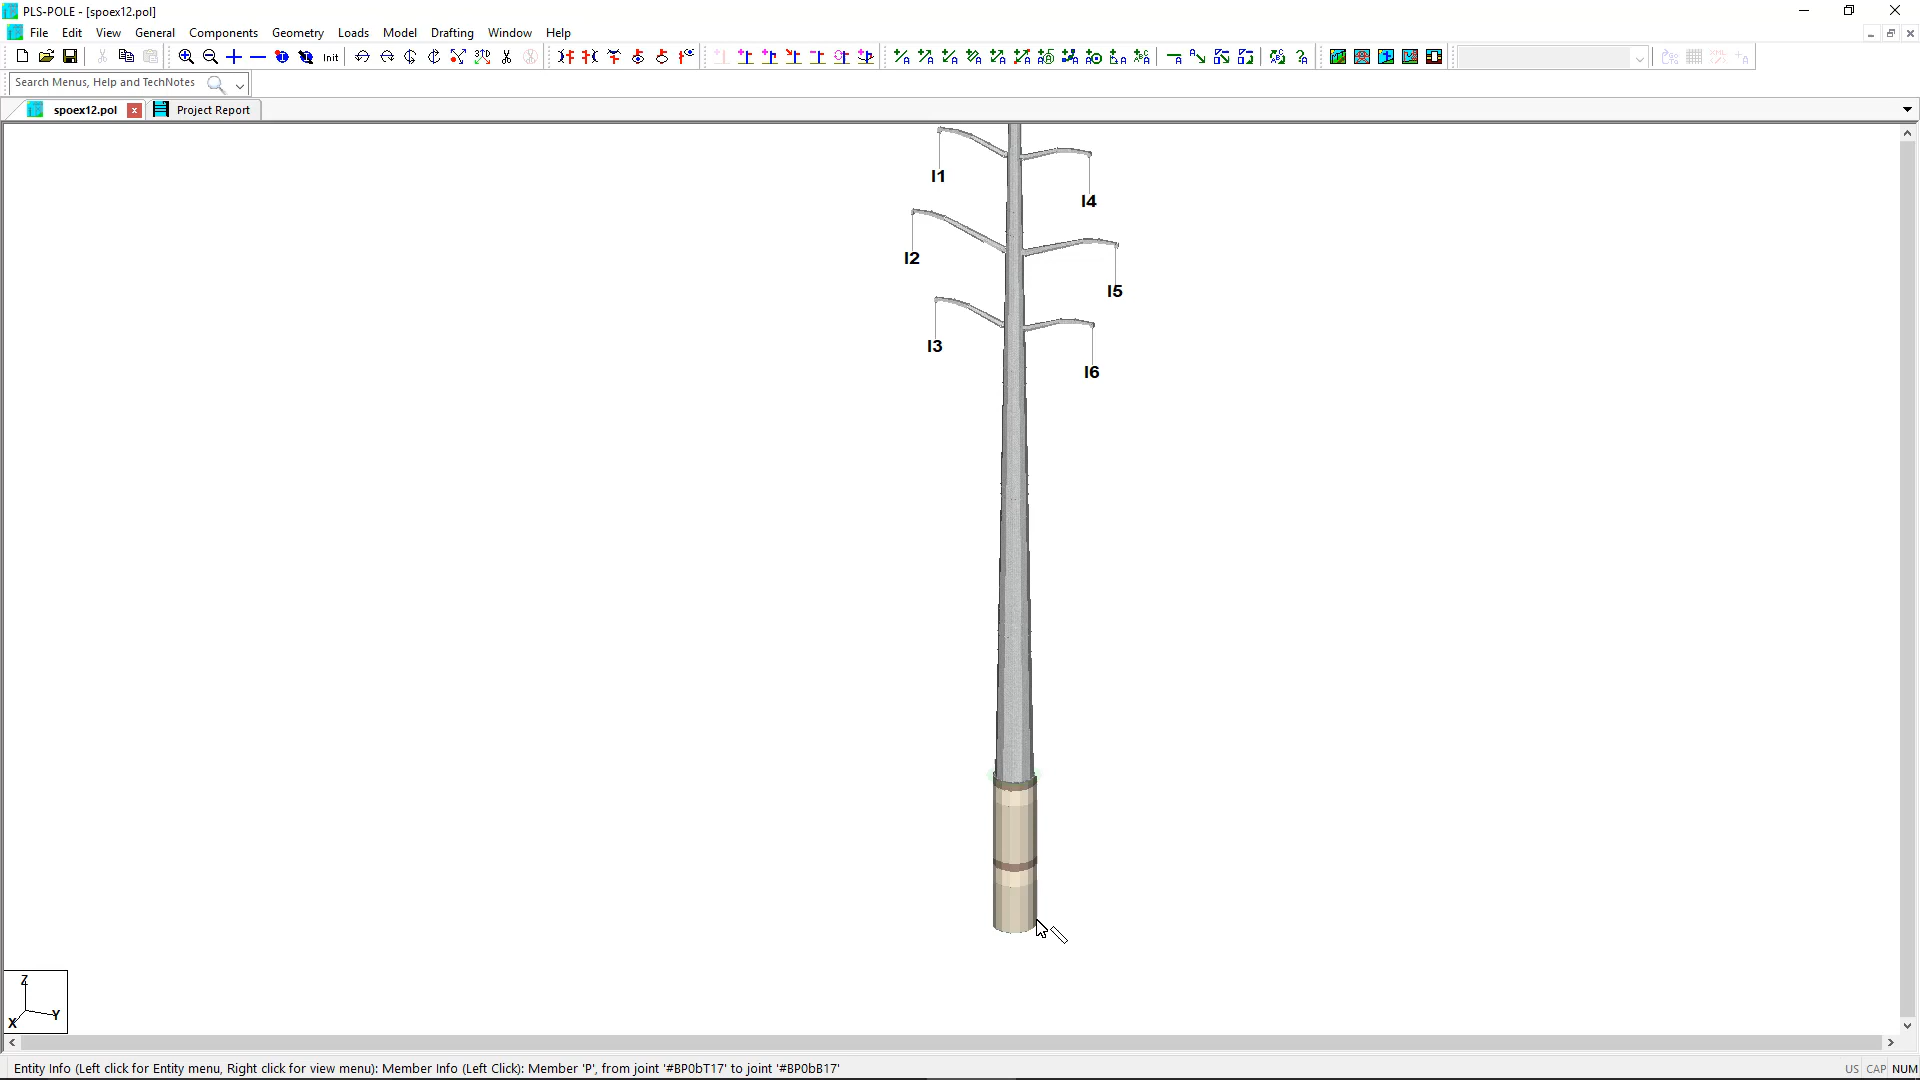 PLS-POLE - [spoex12.pol]
File Edit View General Components Geometry Loads Model Drafting Window Help
Init
Search Menus, Help and TechNotes
spoex12.pol Project Report
I1
I4
I2
I5
I3
I6
Z
Y
X
Entity Info (Left click for Entity menu, Right click for view menu): Member Info (Left Click): Member 'P', from joint '#BP0bT17' to joint '#BP0bB17'
US CAP NUM